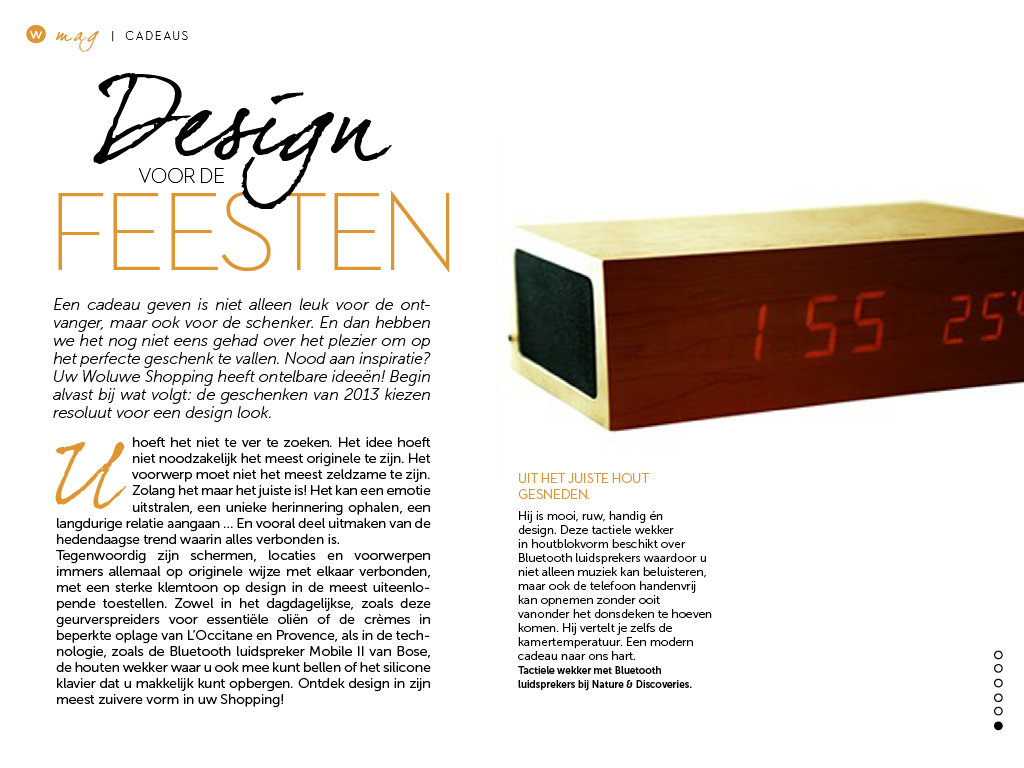 W mag | CADEAUS
Design
VOOR DE
FEESTEN
Een cadeau geven is niet alleen leuk voor de ont-
vanger, maar ook voor de schenker. En dan hebben
we het nog niet eens gehad over het plezier om op
het perfecte geschenk te vallen. Nood aan inspiratie?
Uw Woluwe Shopping heeft ontelbare ideeën! Begin
alvast bij wat volgt: de geschenken van 2013 kiezen
resoluut voor een design look.
U hoeft het niet te ver te zoeken. Het idee hoeft
niet noodzakelijk het meest originele te zijn. Het
voorwerp moet niet het meest zeldzame te zijn.
Zolang het maar het juiste is! Het kan een emotie
uitstralen, een unieke herinnering ophalen, een
langdurige relatie aangaan ... En vooral deel uitmaken van de
hedendaagse trend waarin alles verbonden is.
Tegenwoordig zijn schermen, locaties en voorwerpen
immers allemaal op originele wijze met elkaar verbonden,
met een sterke klemtoon op design in de meest uiteenlo-
pende toestellen. Zowel in het dagdagelijkse, zoals deze
geurverspreiders voor essentiële oliën of de crèmes in
beperkte oplage van L'Occitane en Provence, als in de tech-
nologie, zoals de Bluetooth luidspreker Mobile II van Bose,
de houten wekker waar u ook mee kunt bellen of het silicone
klavier dat u makkelijk kunt opbergen. Ontdek design in zijn
meest zuivere vorm in uw Shopping!
1 55 25°
UIT HET JUISTE HOUT
GESNEDEN.
Hij is mooi, ruw, handig én
design. Deze tactiele wekker
in houtblokvorm beschikt over
Bluetooth luidsprekers waardoor u
niet alleen muziek kan beluisteren,
maar ook de telefoon handenvrij
kan opnemen zonder ooit
vanonder het donsdeken te hoeven
komen. Hij vertelt je zelfs de
kamertemperatuur. Een modern
cadeau naar ons hart.
Tactiele wekker met Bluetooth
luidsprekers bij Nature & Discoveries.